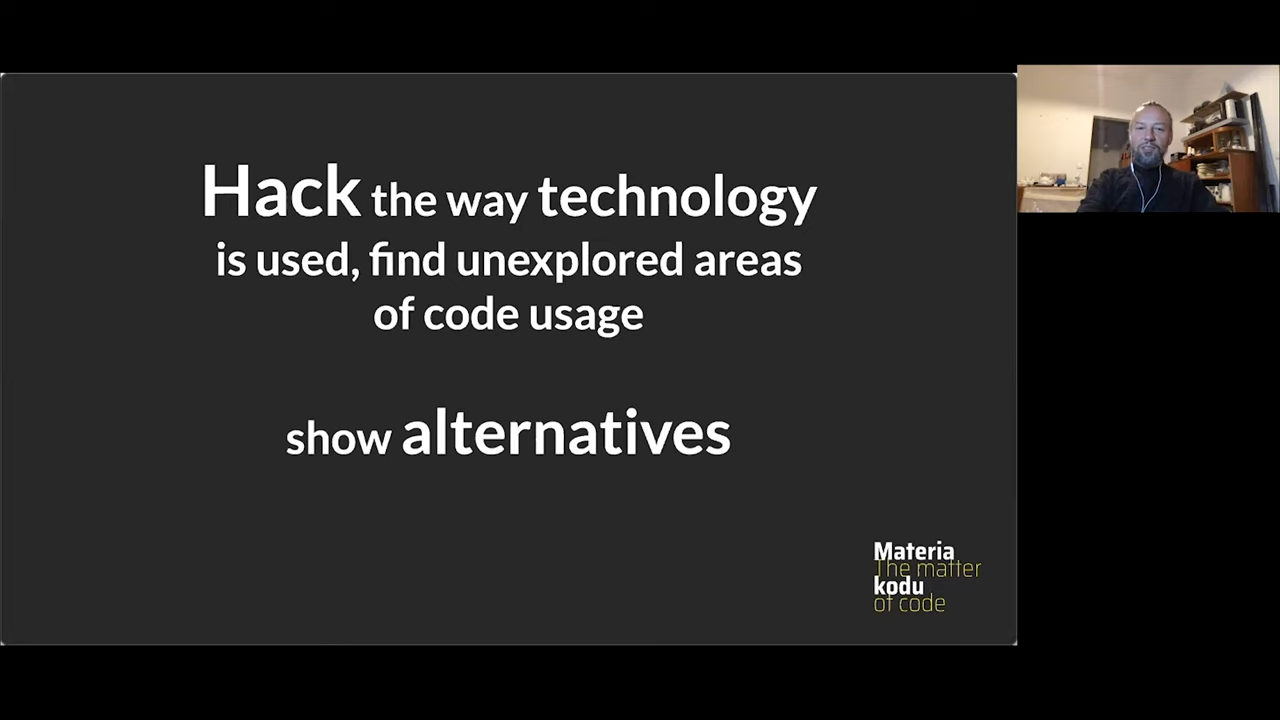 Hack the way technology
is used, find unexplored areas
of code usage
show alternatives
Materia
The matter
kodu
of code